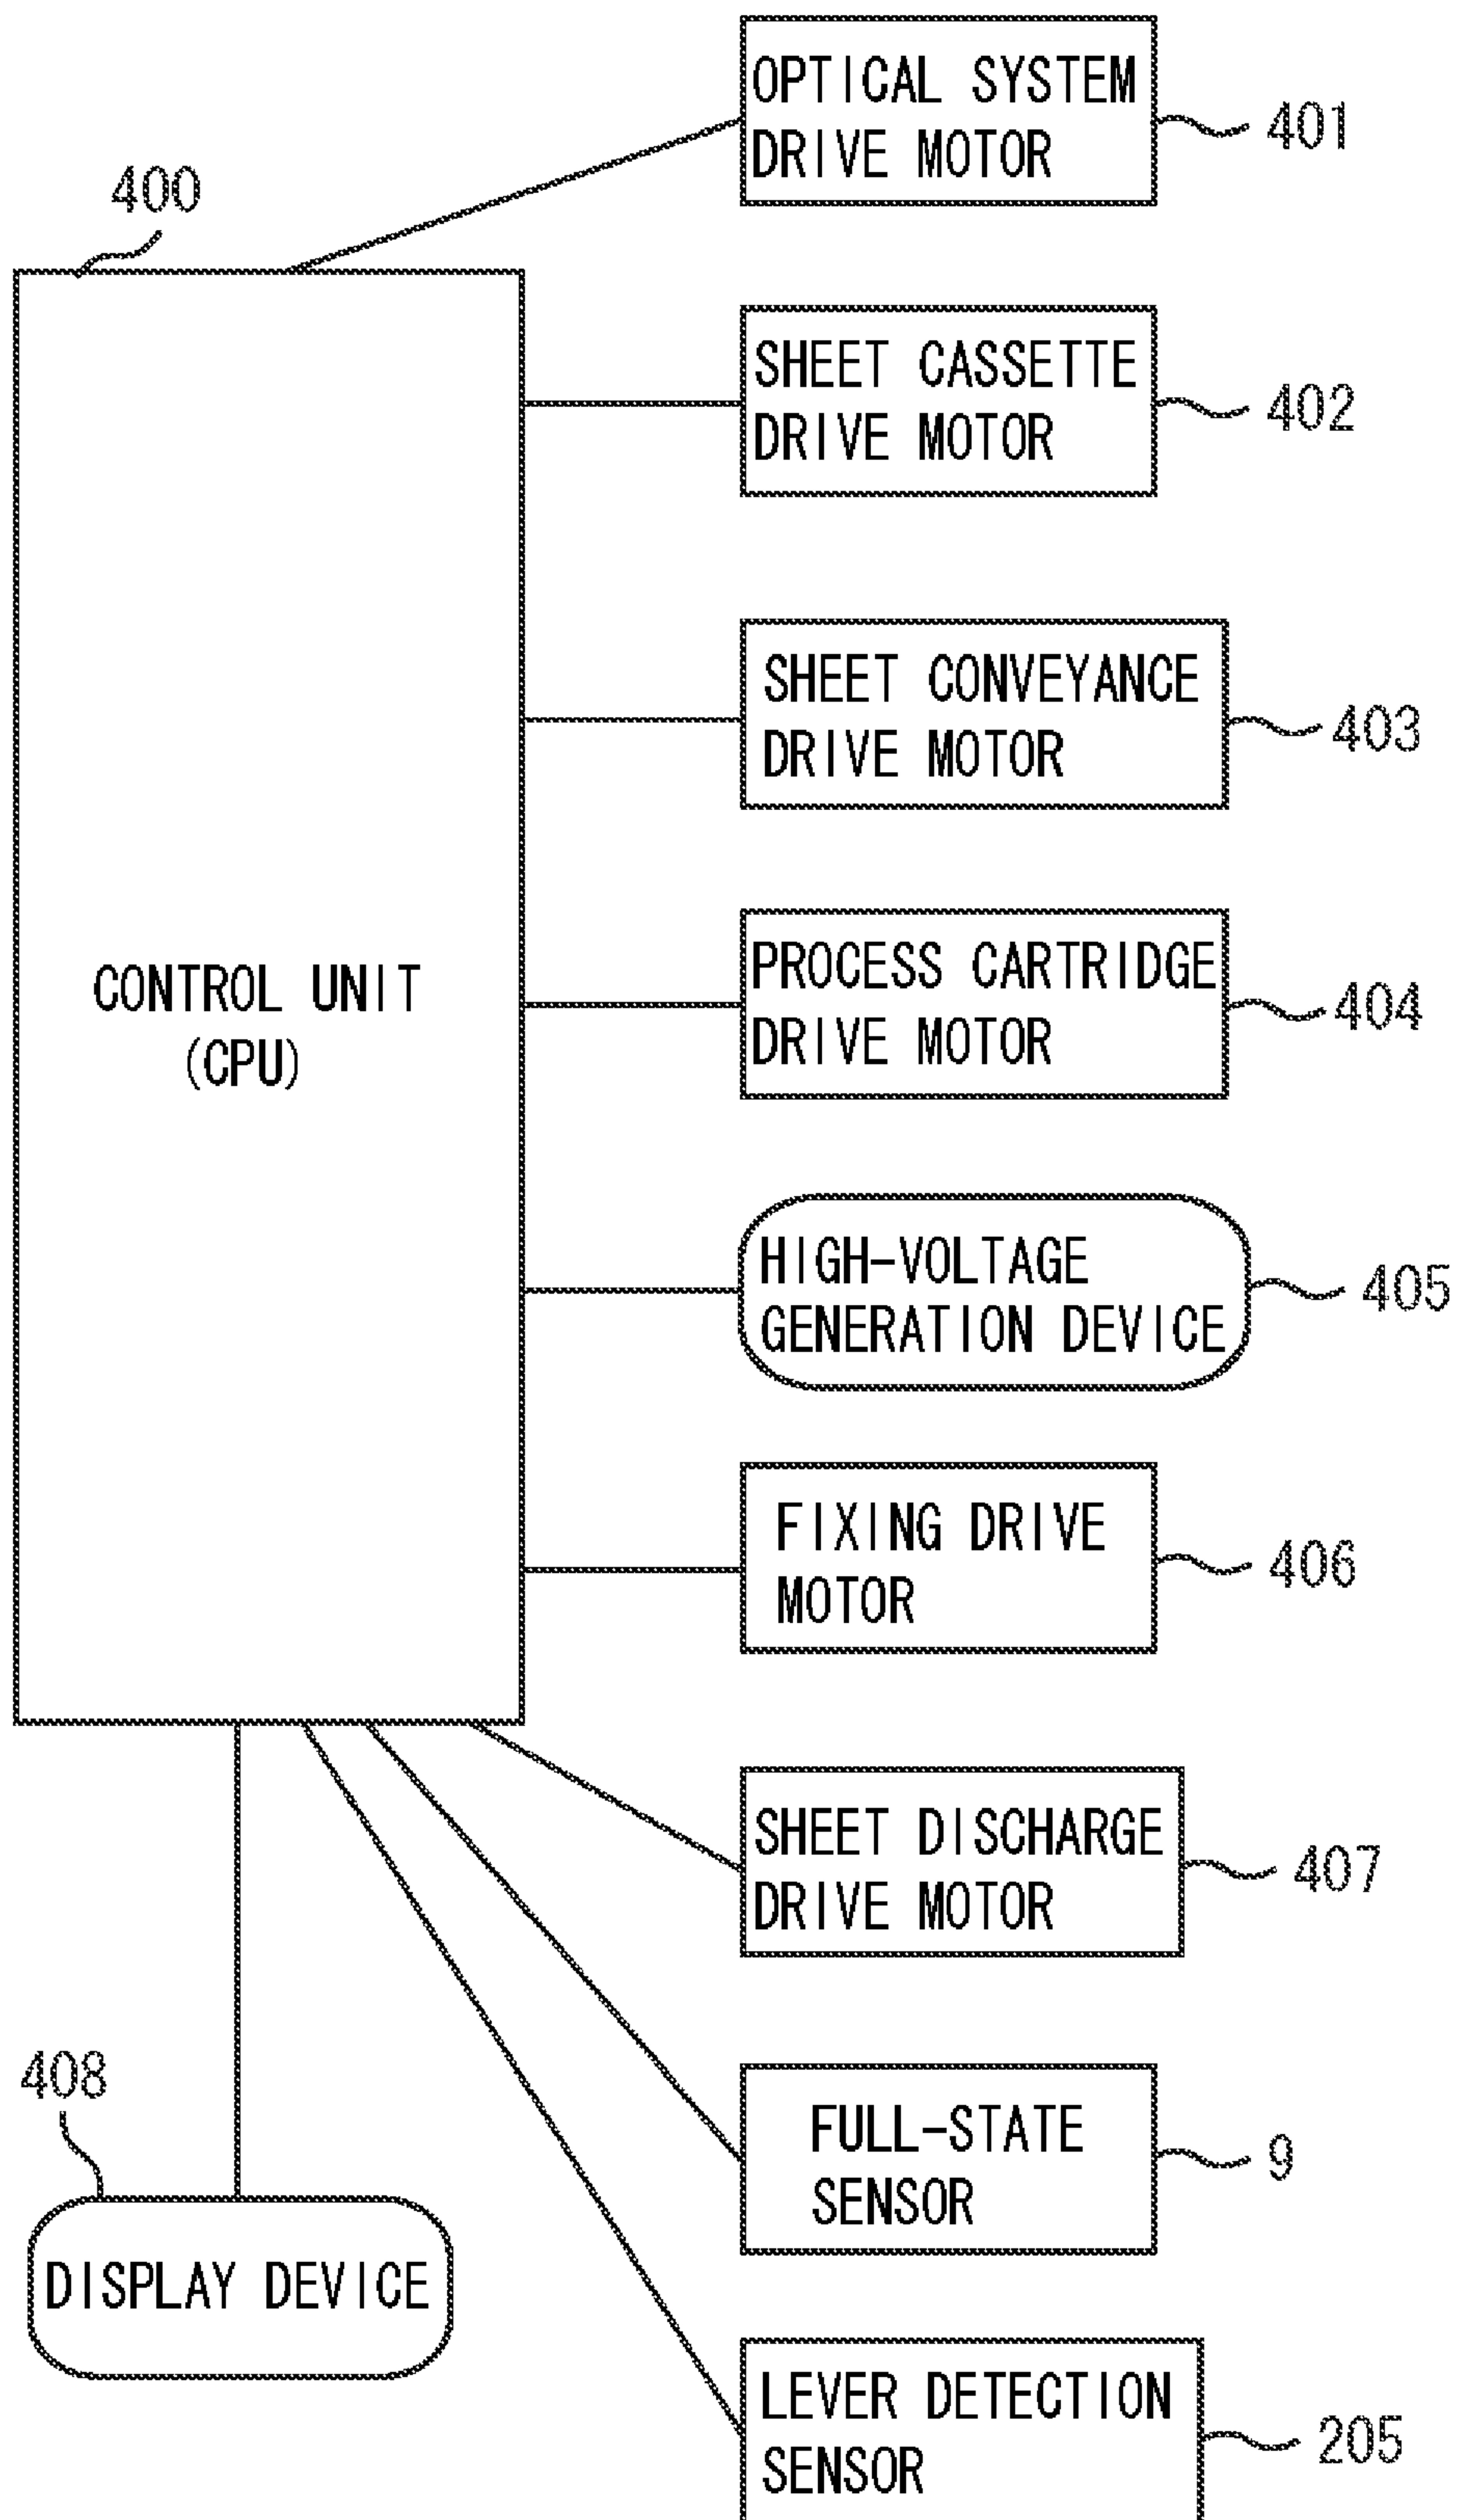 OPTICAL SYSTEM
DRIVE MOTOR
401
400
SHEET CASSETTE
DRIVE MOTOR
402
SHEET CONVEYANCE
DRIVE MOTOR
403
CONTROL UNIT
(CPU)
PROCESS CARTRIDGE
DRIVE MOTOR
404
HIGH-VOLTAGE
GENERATION DEVICE
405
FIXING DRIVE
MOTOR
406
SHEET DISCHARGE
DRIVE MOTOR
407
408
FULL-STATE
SENSOR
9
DISPLAY DEVICE
LEVER DETECTION
SENSOR
205